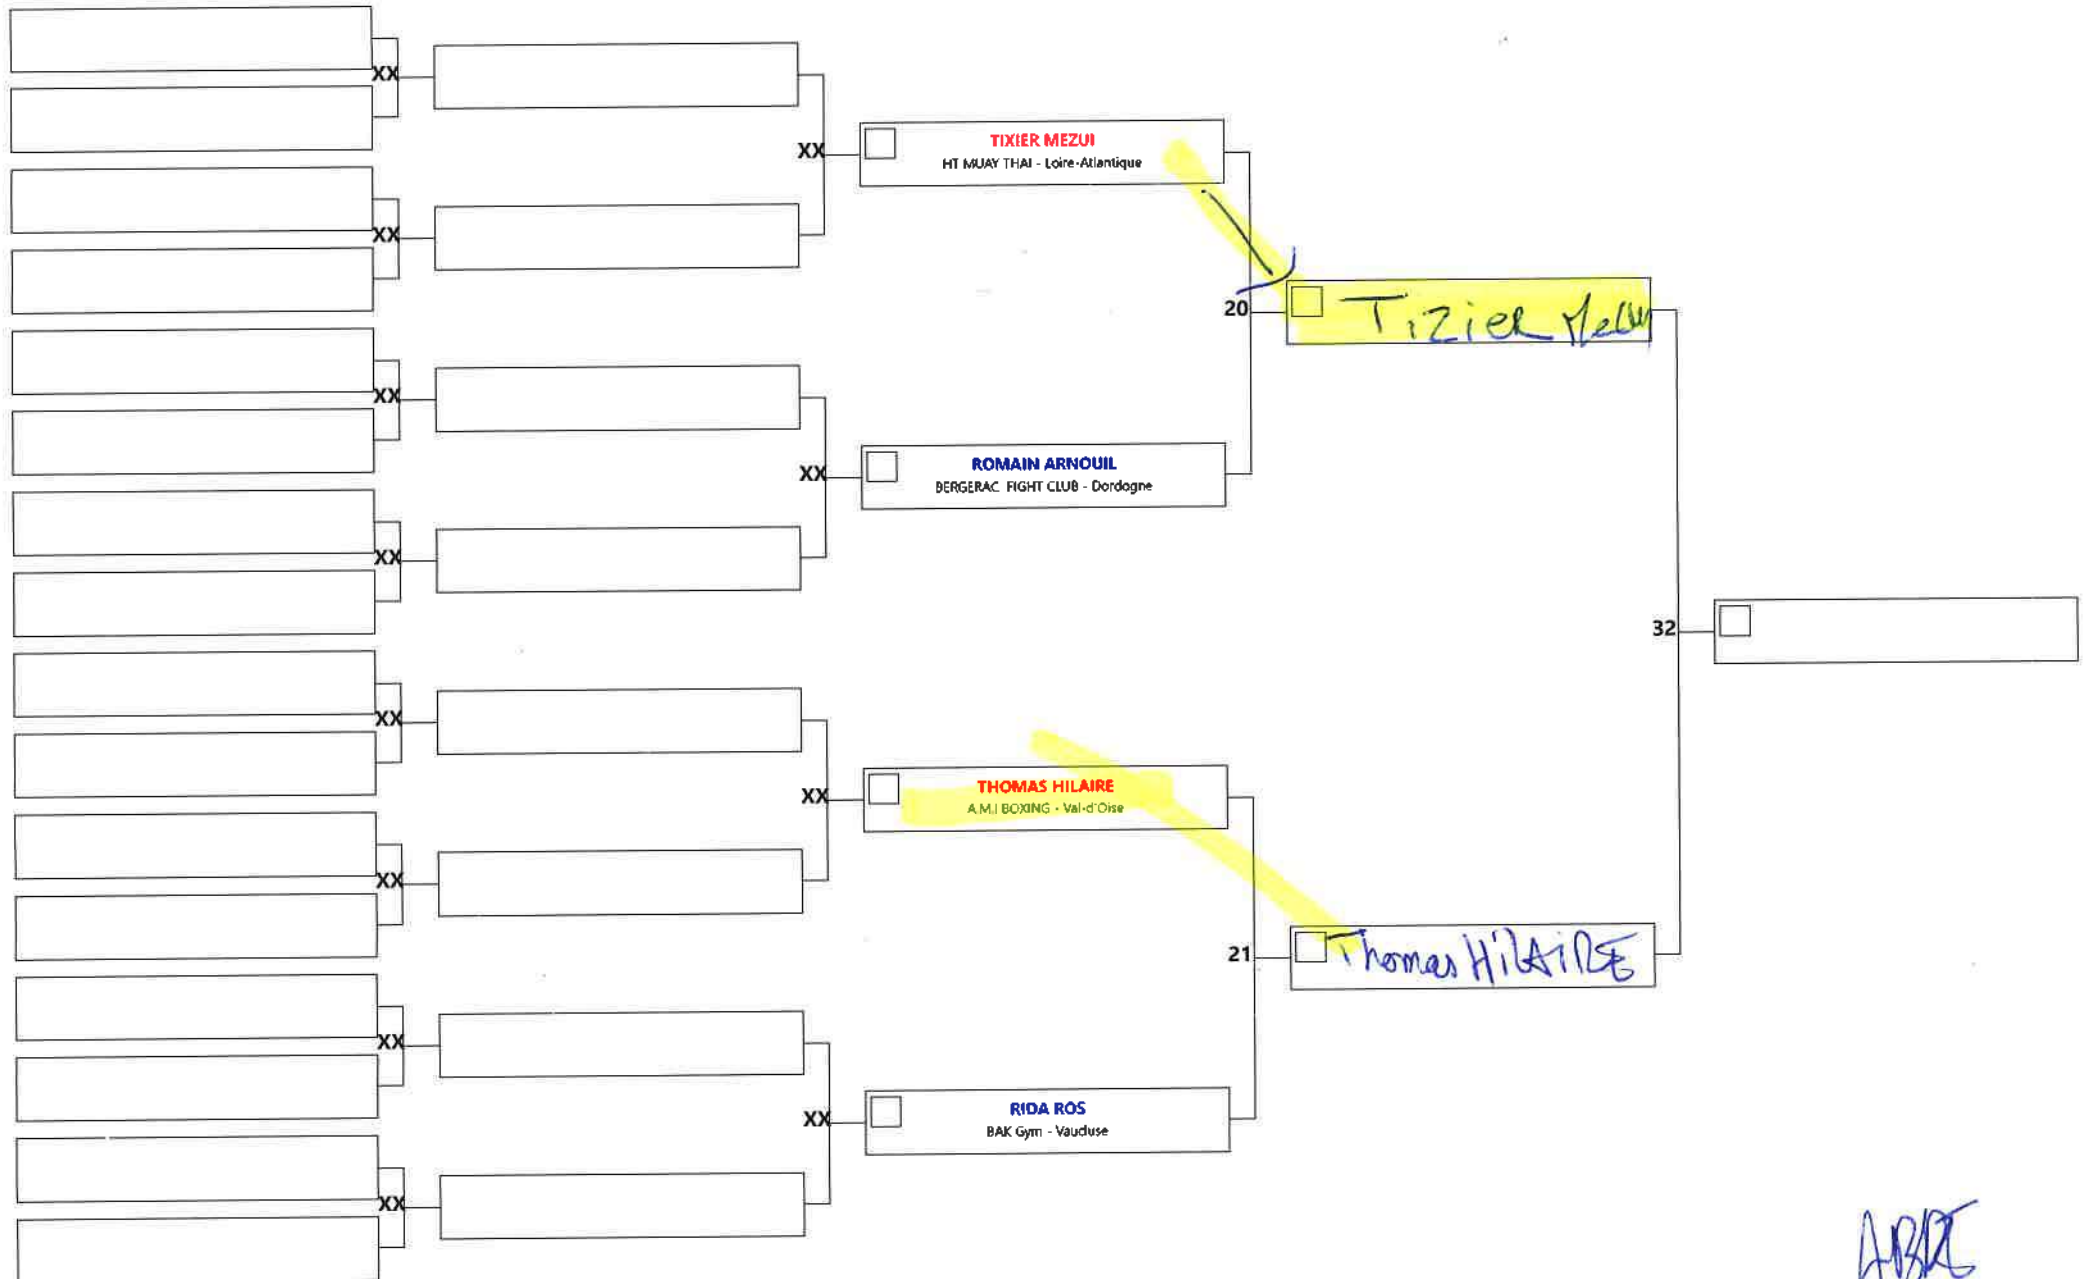 XX
XX
TIXIER MEZUI
HT MUAY THAI - Loire-Atlantique
XX
20
Tizier
XX
XX
ROMAIN ARNOUIL
BERGERAC FIGHT CLUB - Dordogne
XX
32
XX
XX
THOMAS HILAIRE
A.M.I BOXING - Val-d'Oise
XX
21
Thomas HILAIRE
XX
XX
RIDA ROS
BAK Gym - Vaucluse
XX